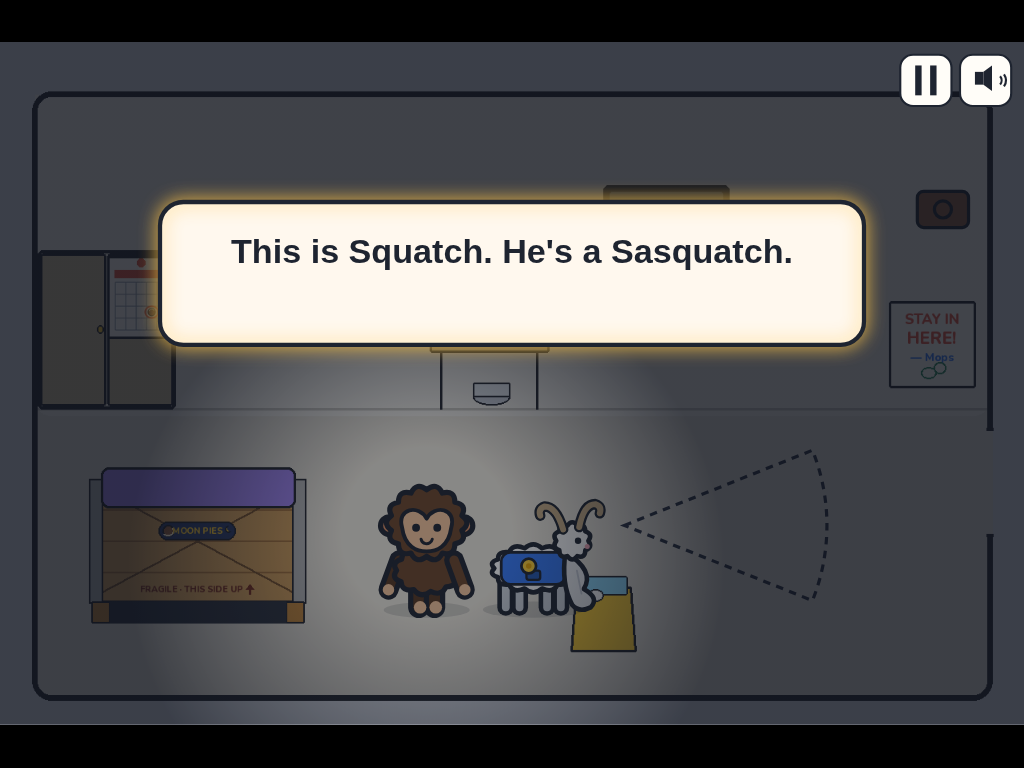 This is Squatch. He's a Sasquatch.
STAY IN
HERE!
— Mops
MOON PIES
FRAGILE - THIS SIDE UP